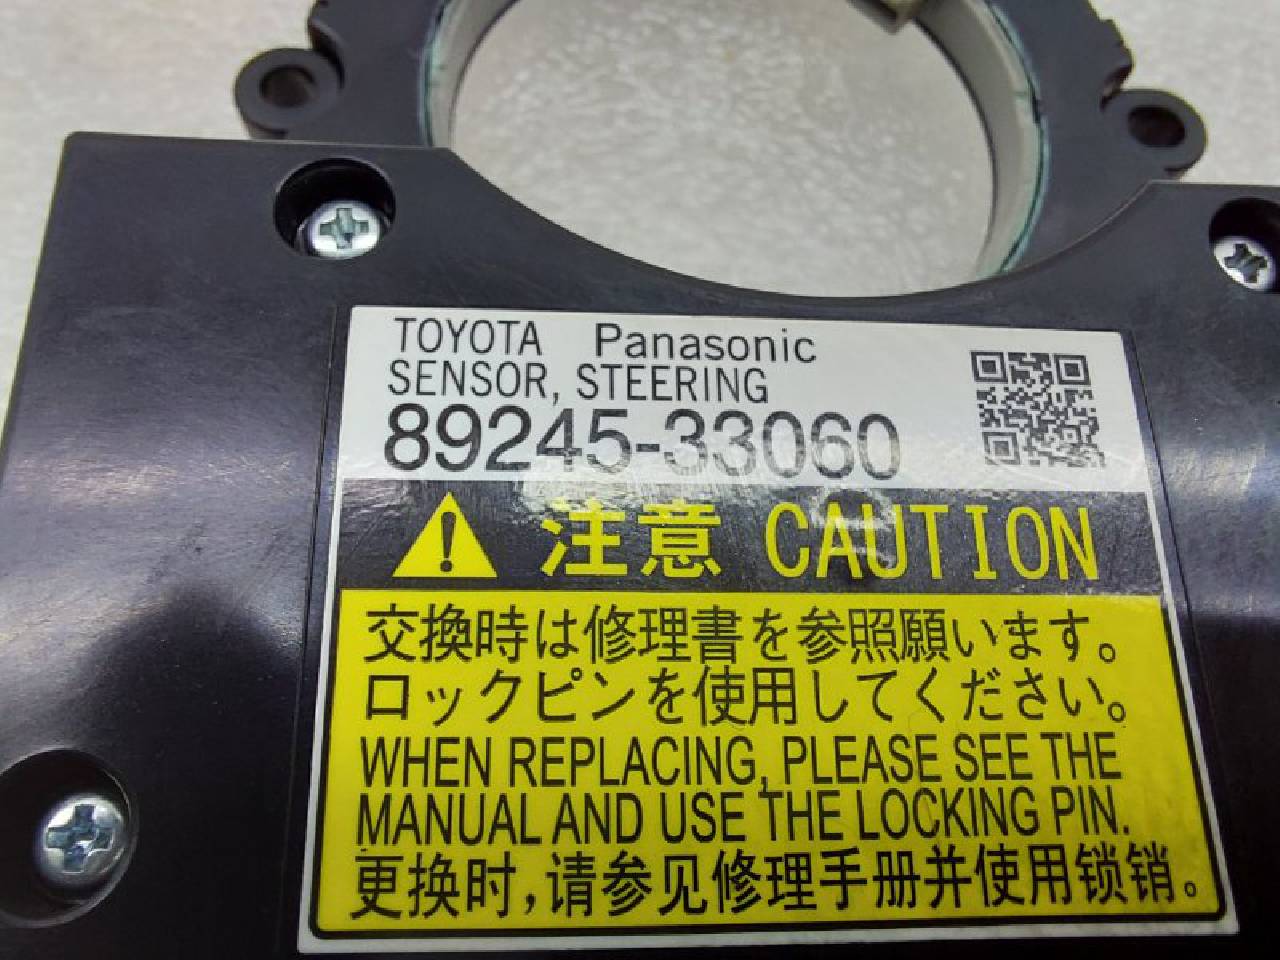 TOYOTA Panasonic
SENSOR, STEERING
89245-33060
注意 CAUTION
交換時は修理書を参照願います。
ロックピンを使用してください。
WHEN REPLACING, PLEASE SEE THE
MANUAL AND USE THE LOCKING PIN.
更换时,请参见修理手册并使用锁销。